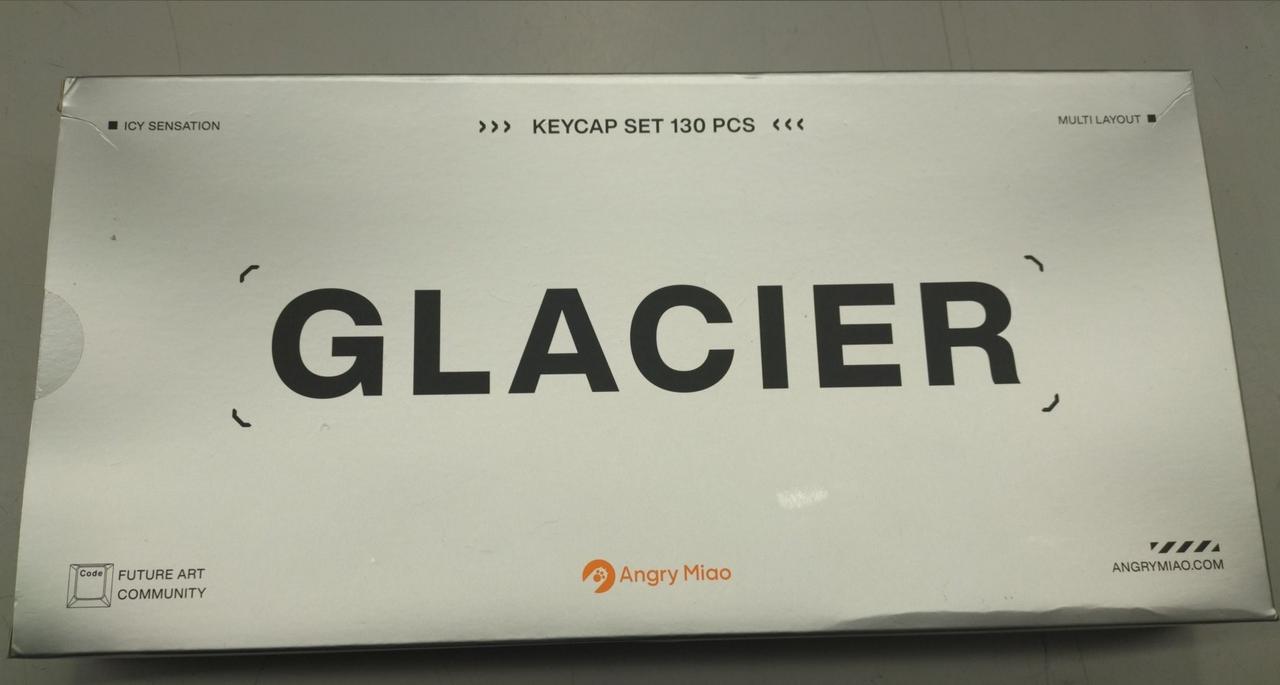 ICY SENSATION
KEYCAP SET 130 PCS
MULTI LAYOUT
GLACIER
Code
FUTURE ART
COMMUNITY
Angry Miao
ANGRYMIAO.COM